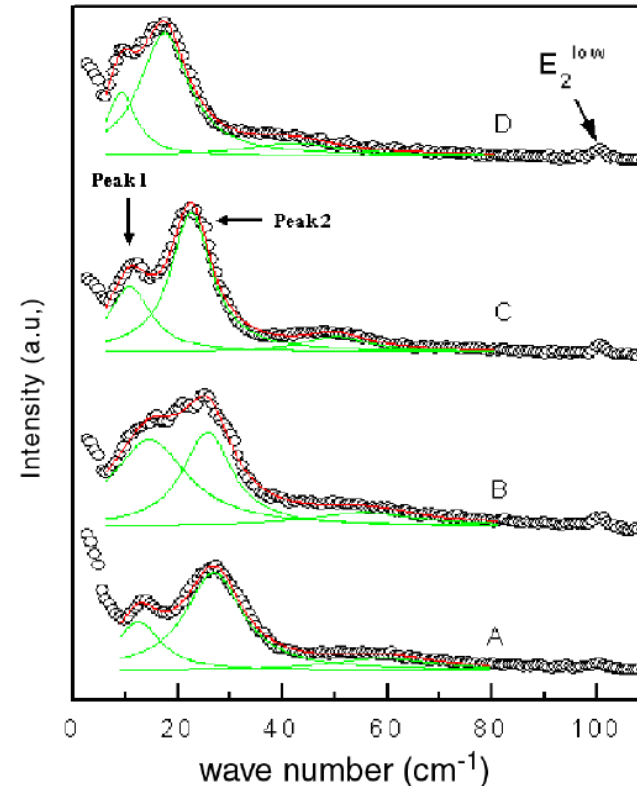 E₂ˡᵒʷ
D
Peak 1
Peak 2
C
B
A
Intensity (a.u,)
0 20 40 60 80 100
wave number (cm⁻¹)